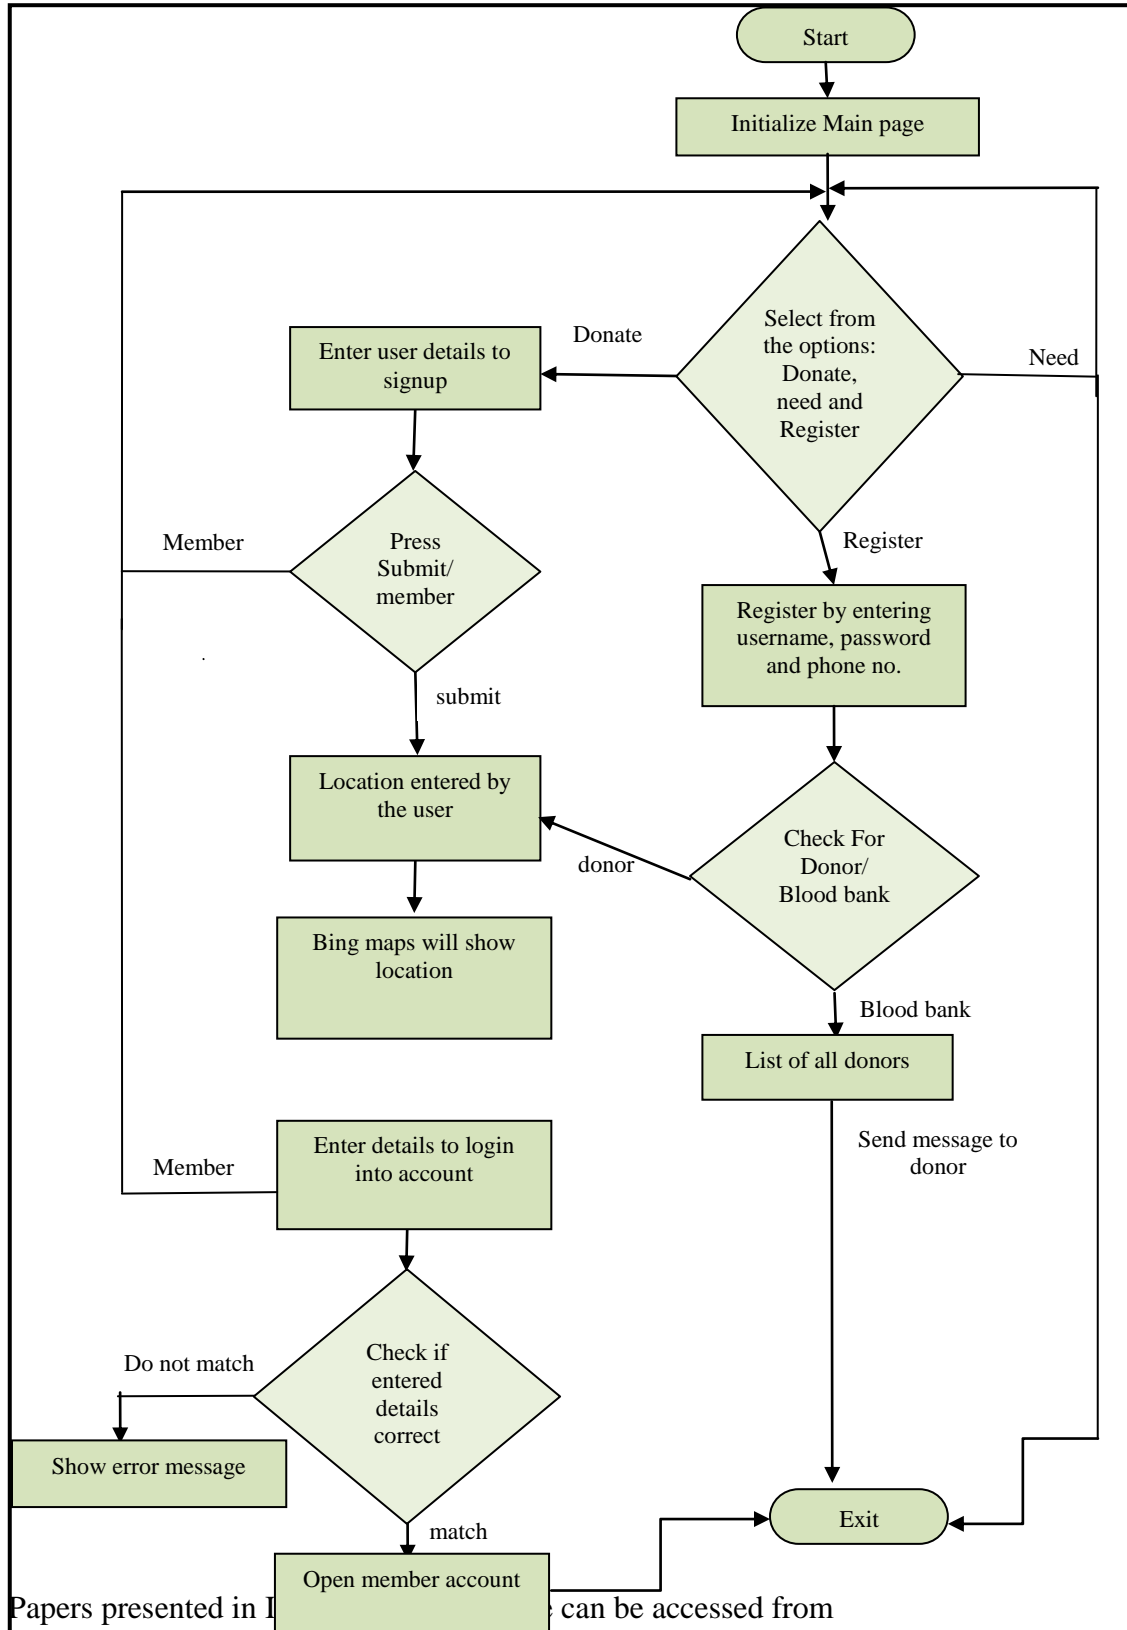 Start
Initialize Main page
Select from
the options:
Donate,
need and
Register
Donate
Need
Enter user details to
signup
Press
Submit/
member
Member
Register
Register by entering
username, password
and phone no.
submit
Location entered by
the user
donor
Check For
Donor/
Blood bank
Bing maps will show
location
Blood bank
List of all donors
Send message to
donor
Enter details to login
into account
Member
Check if
entered
details
correct
Do not match
Show error message
match
Open member account
Exit
Papers presented in can be accessed from